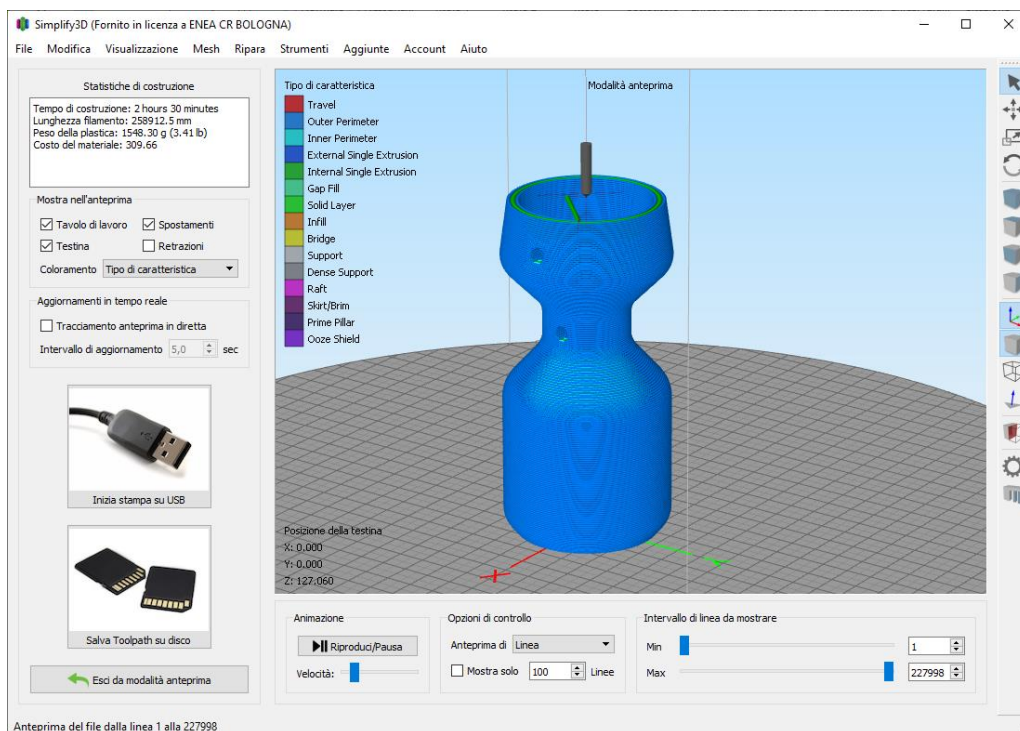 Simplify3D (Fornito in licenza a ENEA CR BOLOGNA)
File Modifica Visualizzazione Mesh Ripara Strumenti Aggiunte Account Aiuto
Statistiche di costruzione
Tempo di costruzione: 2 hours 30 minutes
Lunghezza filamento: 258912.5 mm
Peso della plastica: 1548.30 g (3.41 lb)
Costo del materiale: 309.66
Mostra nell'anteprima
Tavolo di lavoro Spostamenti
Testina Retrazioni
Coloramento Tipo di caratteristica
Aggiornamenti in tempo reale
Tracciamento anteprima in diretta
Intervallo di aggiornamento 5,0 sec
Inizia stampa su USB
Salva Toolpath su disco
Esci da modalità anteprima
Tipo di caratteristica
Travel
Outer Perimeter
Inner Perimeter
External Single Extrusion
Internal Single Extrusion
Gap Fill
Solid Layer
Infill
Bridge
Support
Dense Support
Raft
Skirt/Brim
Prime Pillar
Ooze Shield
Modalità anteprima
Posizione della testina
X: 0.000
Y: 0.000
Z: 127.060
Animazione
Riproduci/Pausa
Velocità:
Opzioni di controllo
Anteprima di Linea
Mostra solo 100 Linee
Intervallo di linea da mostrare
Min 1
Max 227998
Anteprima del file dalla linea 1 alla 227998